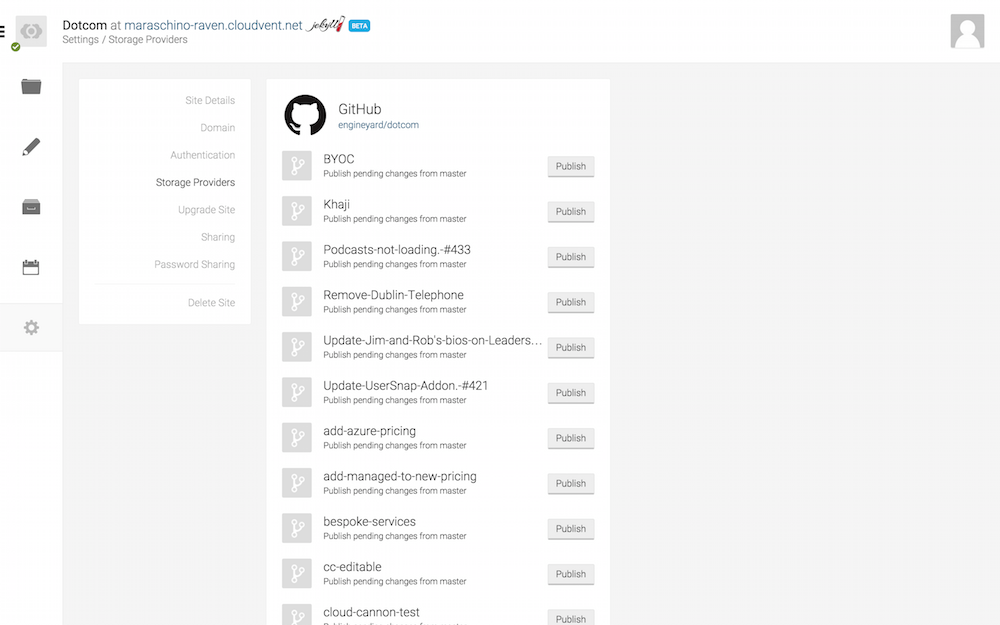 Dotcom at maraschino-raven.cloudvent.net jekyll BETA
Settings / Storage Providers
Site Details
Domain
Authentication
Storage Providers
Upgrade Site
Sharing
Password Sharing
Delete Site
GitHub
engineyard/dotcom
BYOC
Publish pending changes from master
Publish
Khaji
Publish pending changes from master
Publish
Podcasts-not-loading.-#433
Publish pending changes from master
Publish
Remove-Dublin-Telephone
Publish pending changes from master
Publish
Update-Jim-and-Rob's-bios-on-Leaders...
Publish pending changes from master
Publish
Update-UserSnap-Addon.-#421
Publish pending changes from master
Publish
add-azure-pricing
Publish pending changes from master
Publish
add-managed-to-new-pricing
Publish pending changes from master
Publish
bespoke-services
Publish pending changes from master
Publish
cc-editable
Publish pending changes from master
Publish
cloud-cannon-test
Publish pending changes from master
Publish